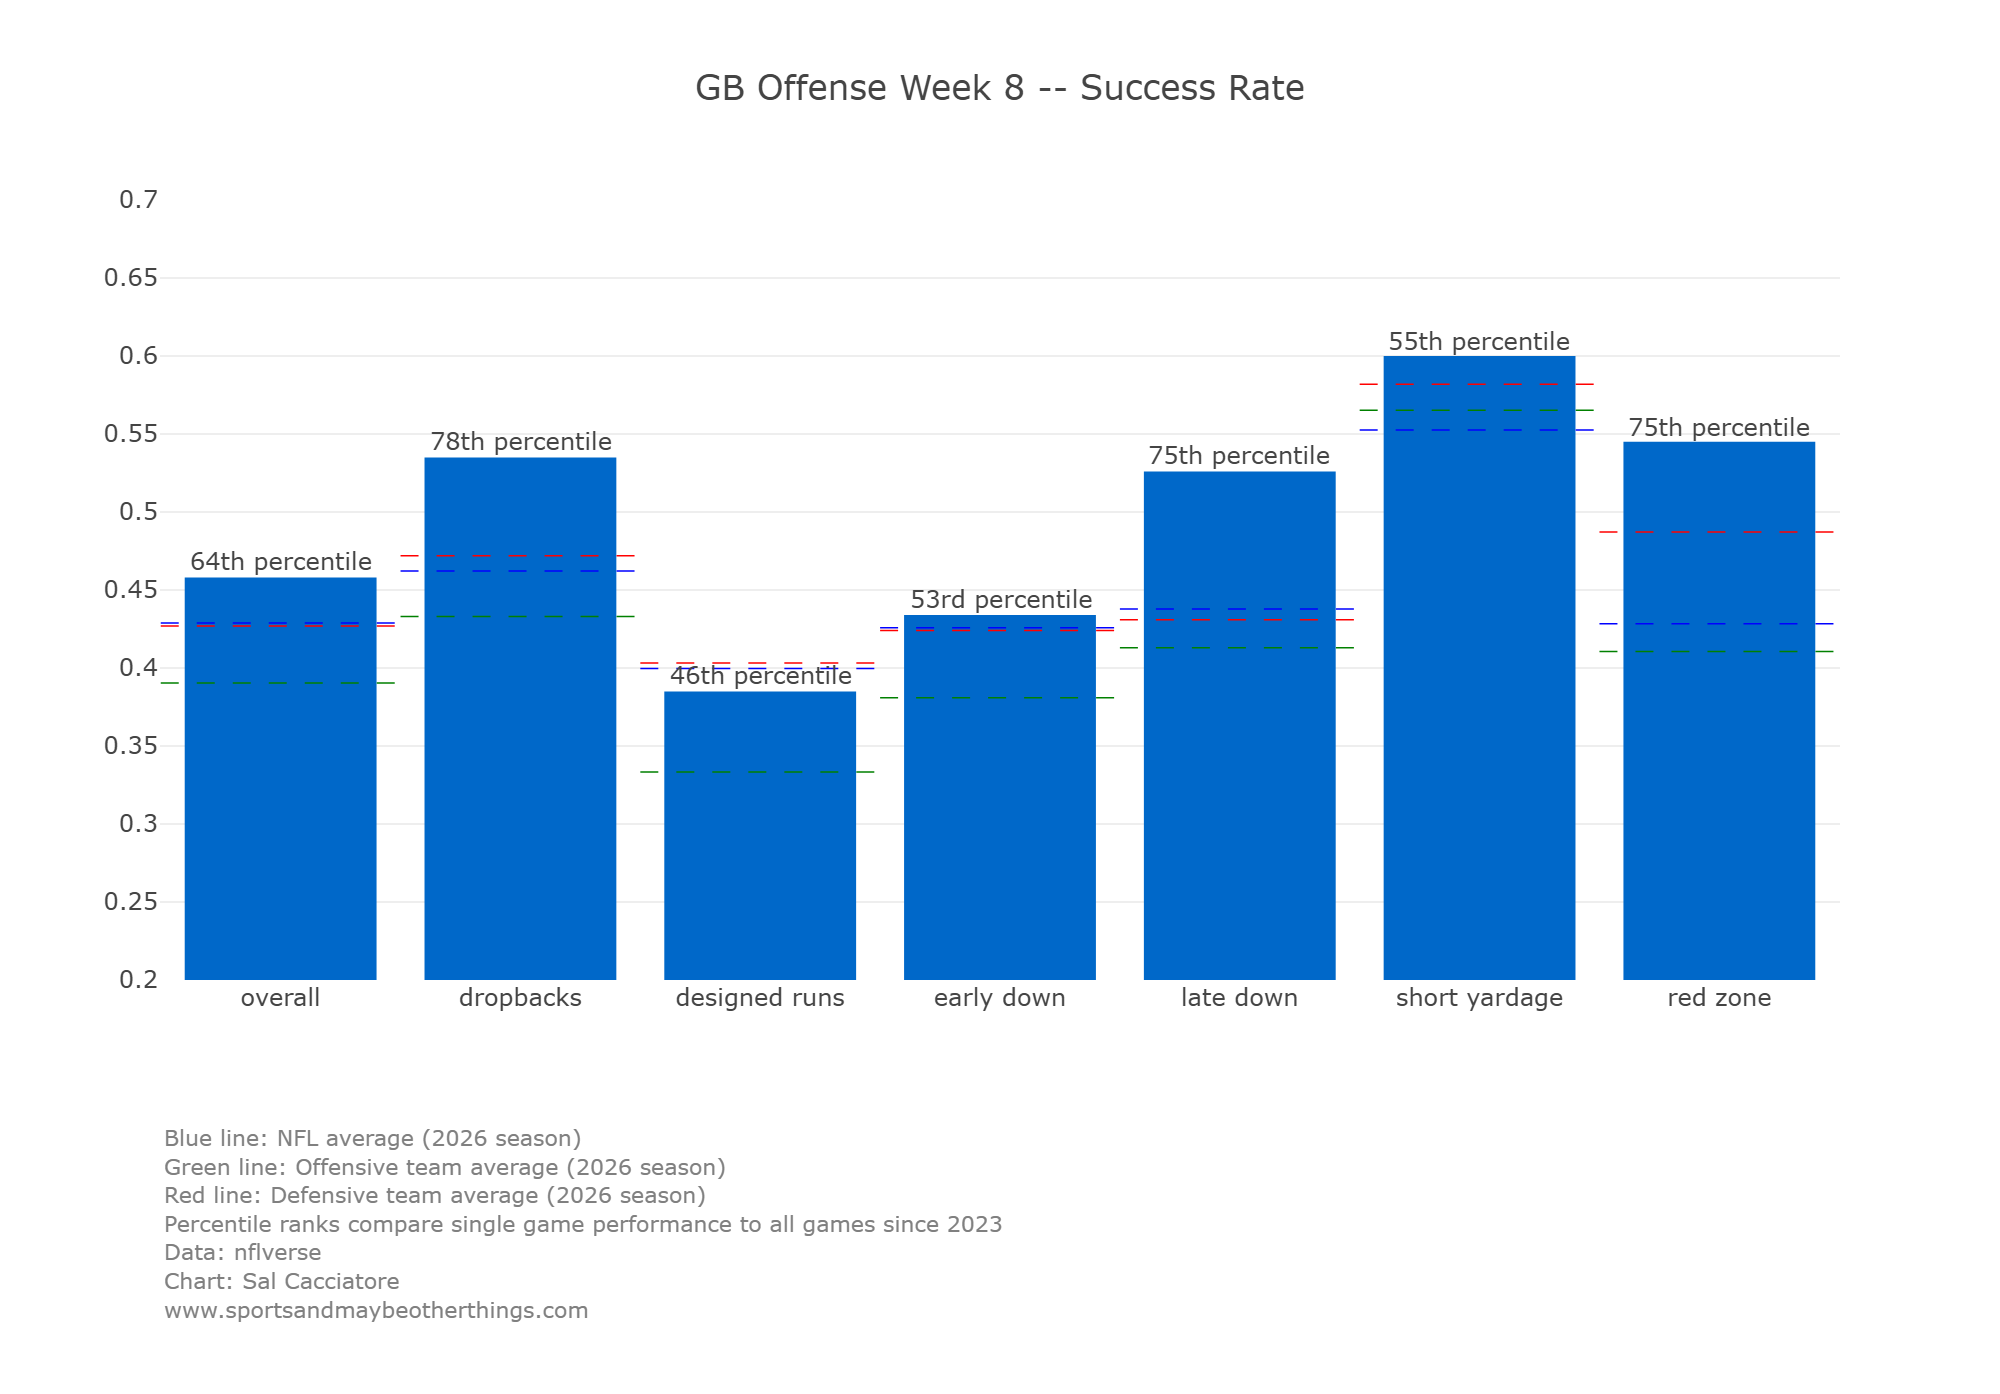 GB Offense Week 8 -- Success Rate
0.7
0.65
0.6
0.55
0.5
0.45
0.4
0.35
0.3
0.25
0.2
64th percentile
78th percentile
46th percentile
53rd percentile
75th percentile
55th percentile
75th percentile
overall
dropbacks
designed runs
early down
late down
short yardage
red zone
Blue line: NFL average (2026 season)
Green line: Offensive team average (2026 season)
Red line: Defensive team average (2026 season)
Percentile ranks compare single game performance to all games since 2023
Data: nflverse
Chart: Sal Cacciatore
www.sportsandmaybeotherthings.com